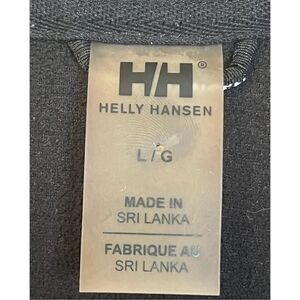 HH®
HELLY HANSEN
L/G
MADE IN
SRI LANKA
FABRIQUE AU
SRI LANKA